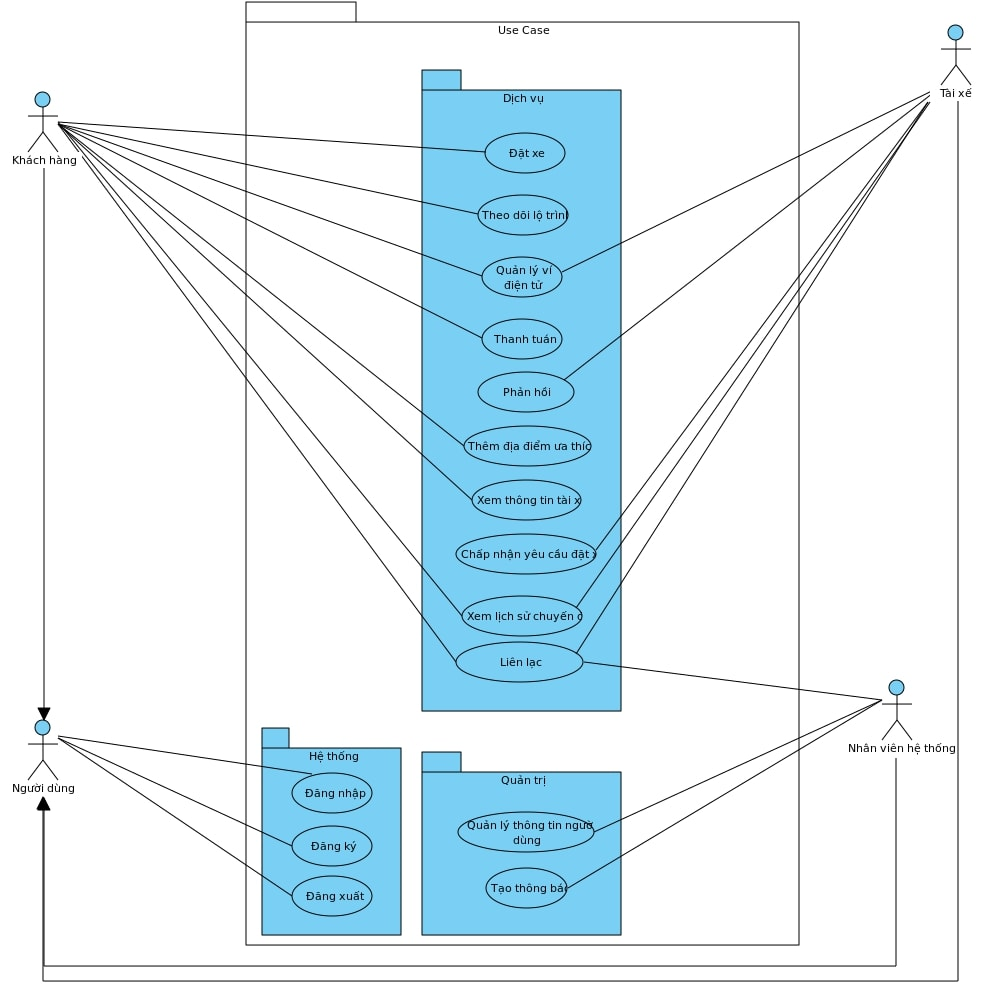 Use Case
Tài xế
Dịch vụ
Khách hàng
Đặt xe
Theo dõi lộ trình
Quản lý ví
điện tử
Thanh tuán
Phản hồi
Thêm địa điểm ưa thíc
Xem thông tin tài x
Chấp nhận yêu cầu đặt x
Xem lịch sử chuyến
Liên lạc
Nhân viên hệ thống
Người dùng
Hệ thống
Đăng nhập
Đăng ký
Đăng xuất
Quản trị
Quản lý thông tin người
dùng
Tạo thông báo